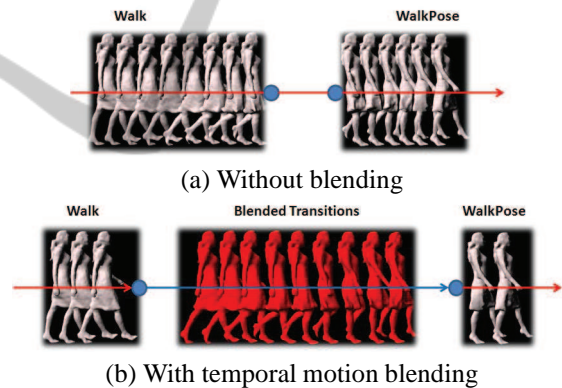 Walk WalkPose
(a) Without blending
Walk Blended Transitions WalkPose
(b) With temporal motion blending